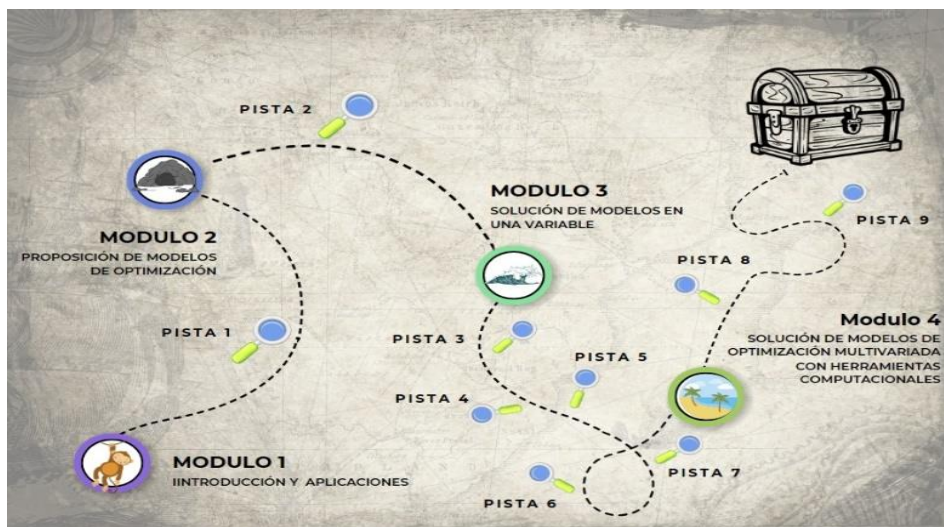 PISTA 2
MODULO 3
SOLUCIÓN DE MODELOS EN
UNA VARIABLE
PISTA 9
MODULO 2
PROPOSICIÓN DE MODELOS
DE OPTIMIZACIÓN
PISTA 8
PISTA 1
PISTA 3
Modulo 4
SOLUCIÓN DE MODELOS DE
OPTIMIZACIÓN MULTIVARIADA
CON HERRAMIENTAS
COMPUTACIONALES
PISTA 5
PISTA 4
MODULO 1
IINTRODUCCIÓN Y APLICACIONES
PISTA 7
PISTA 6